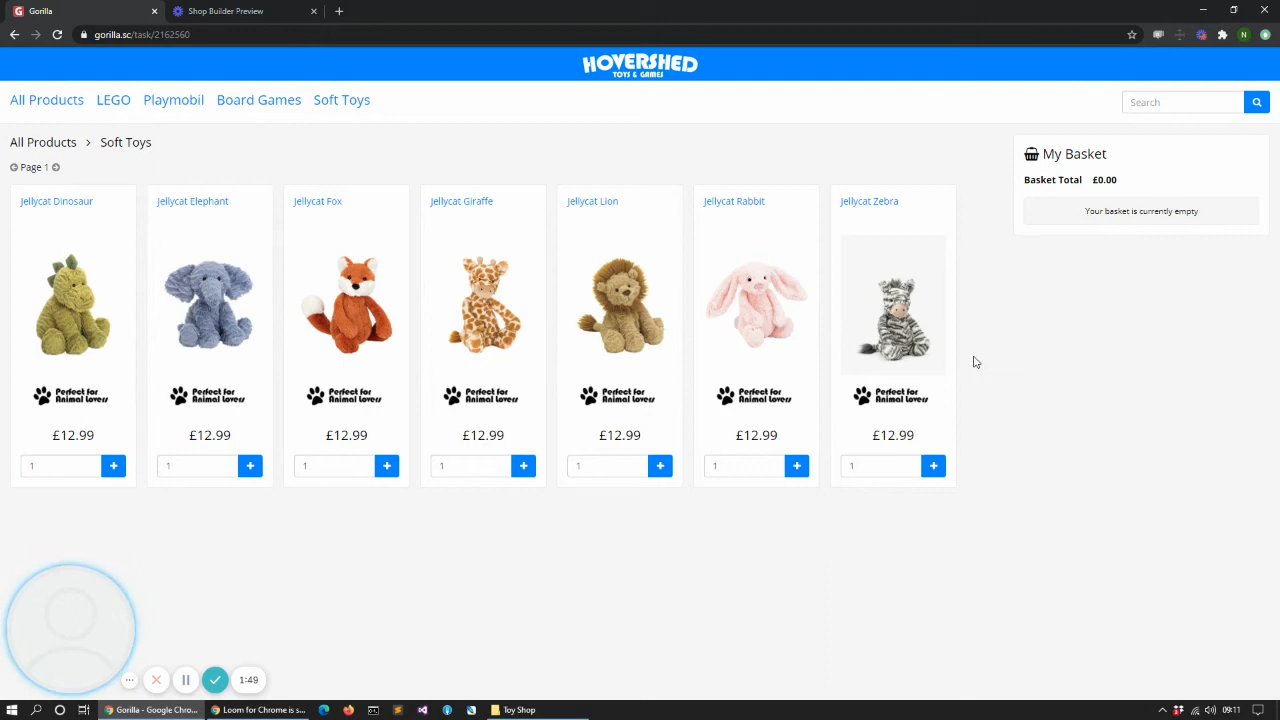 Gorilla
Shop Builder Preview
gorilla.sc/task/2162560
HOVERSHED
TOYS & GAMES
All Products LEGO Playmobil Board Games Soft Toys
Search
All Products > Soft Toys
Page 1
My Basket
Basket Total £0.00
Your basket is currently empty
Jellycat Dinosaur
Perfect for
Animal Lovers
£12.99
1
Jellycat Elephant
Perfect for
Animal Lovers
£12.99
1
Jellycat Fox
Perfect for
Animal Lovers
£12.99
1
Jellycat Giraffe
Perfect for
Animal Lovers
£12.99
1
Jellycat Lion
Perfect for
Animal Lovers
£12.99
1
Jellycat Rabbit
Perfect for
Animal Lovers
£12.99
1
Jellycat Zebra
Perfect for
Animal Lovers
£12.99
1
1:49
Gorilla - Google Chro...
Loom for Chrome is s...
Toy Shop
09:11
N